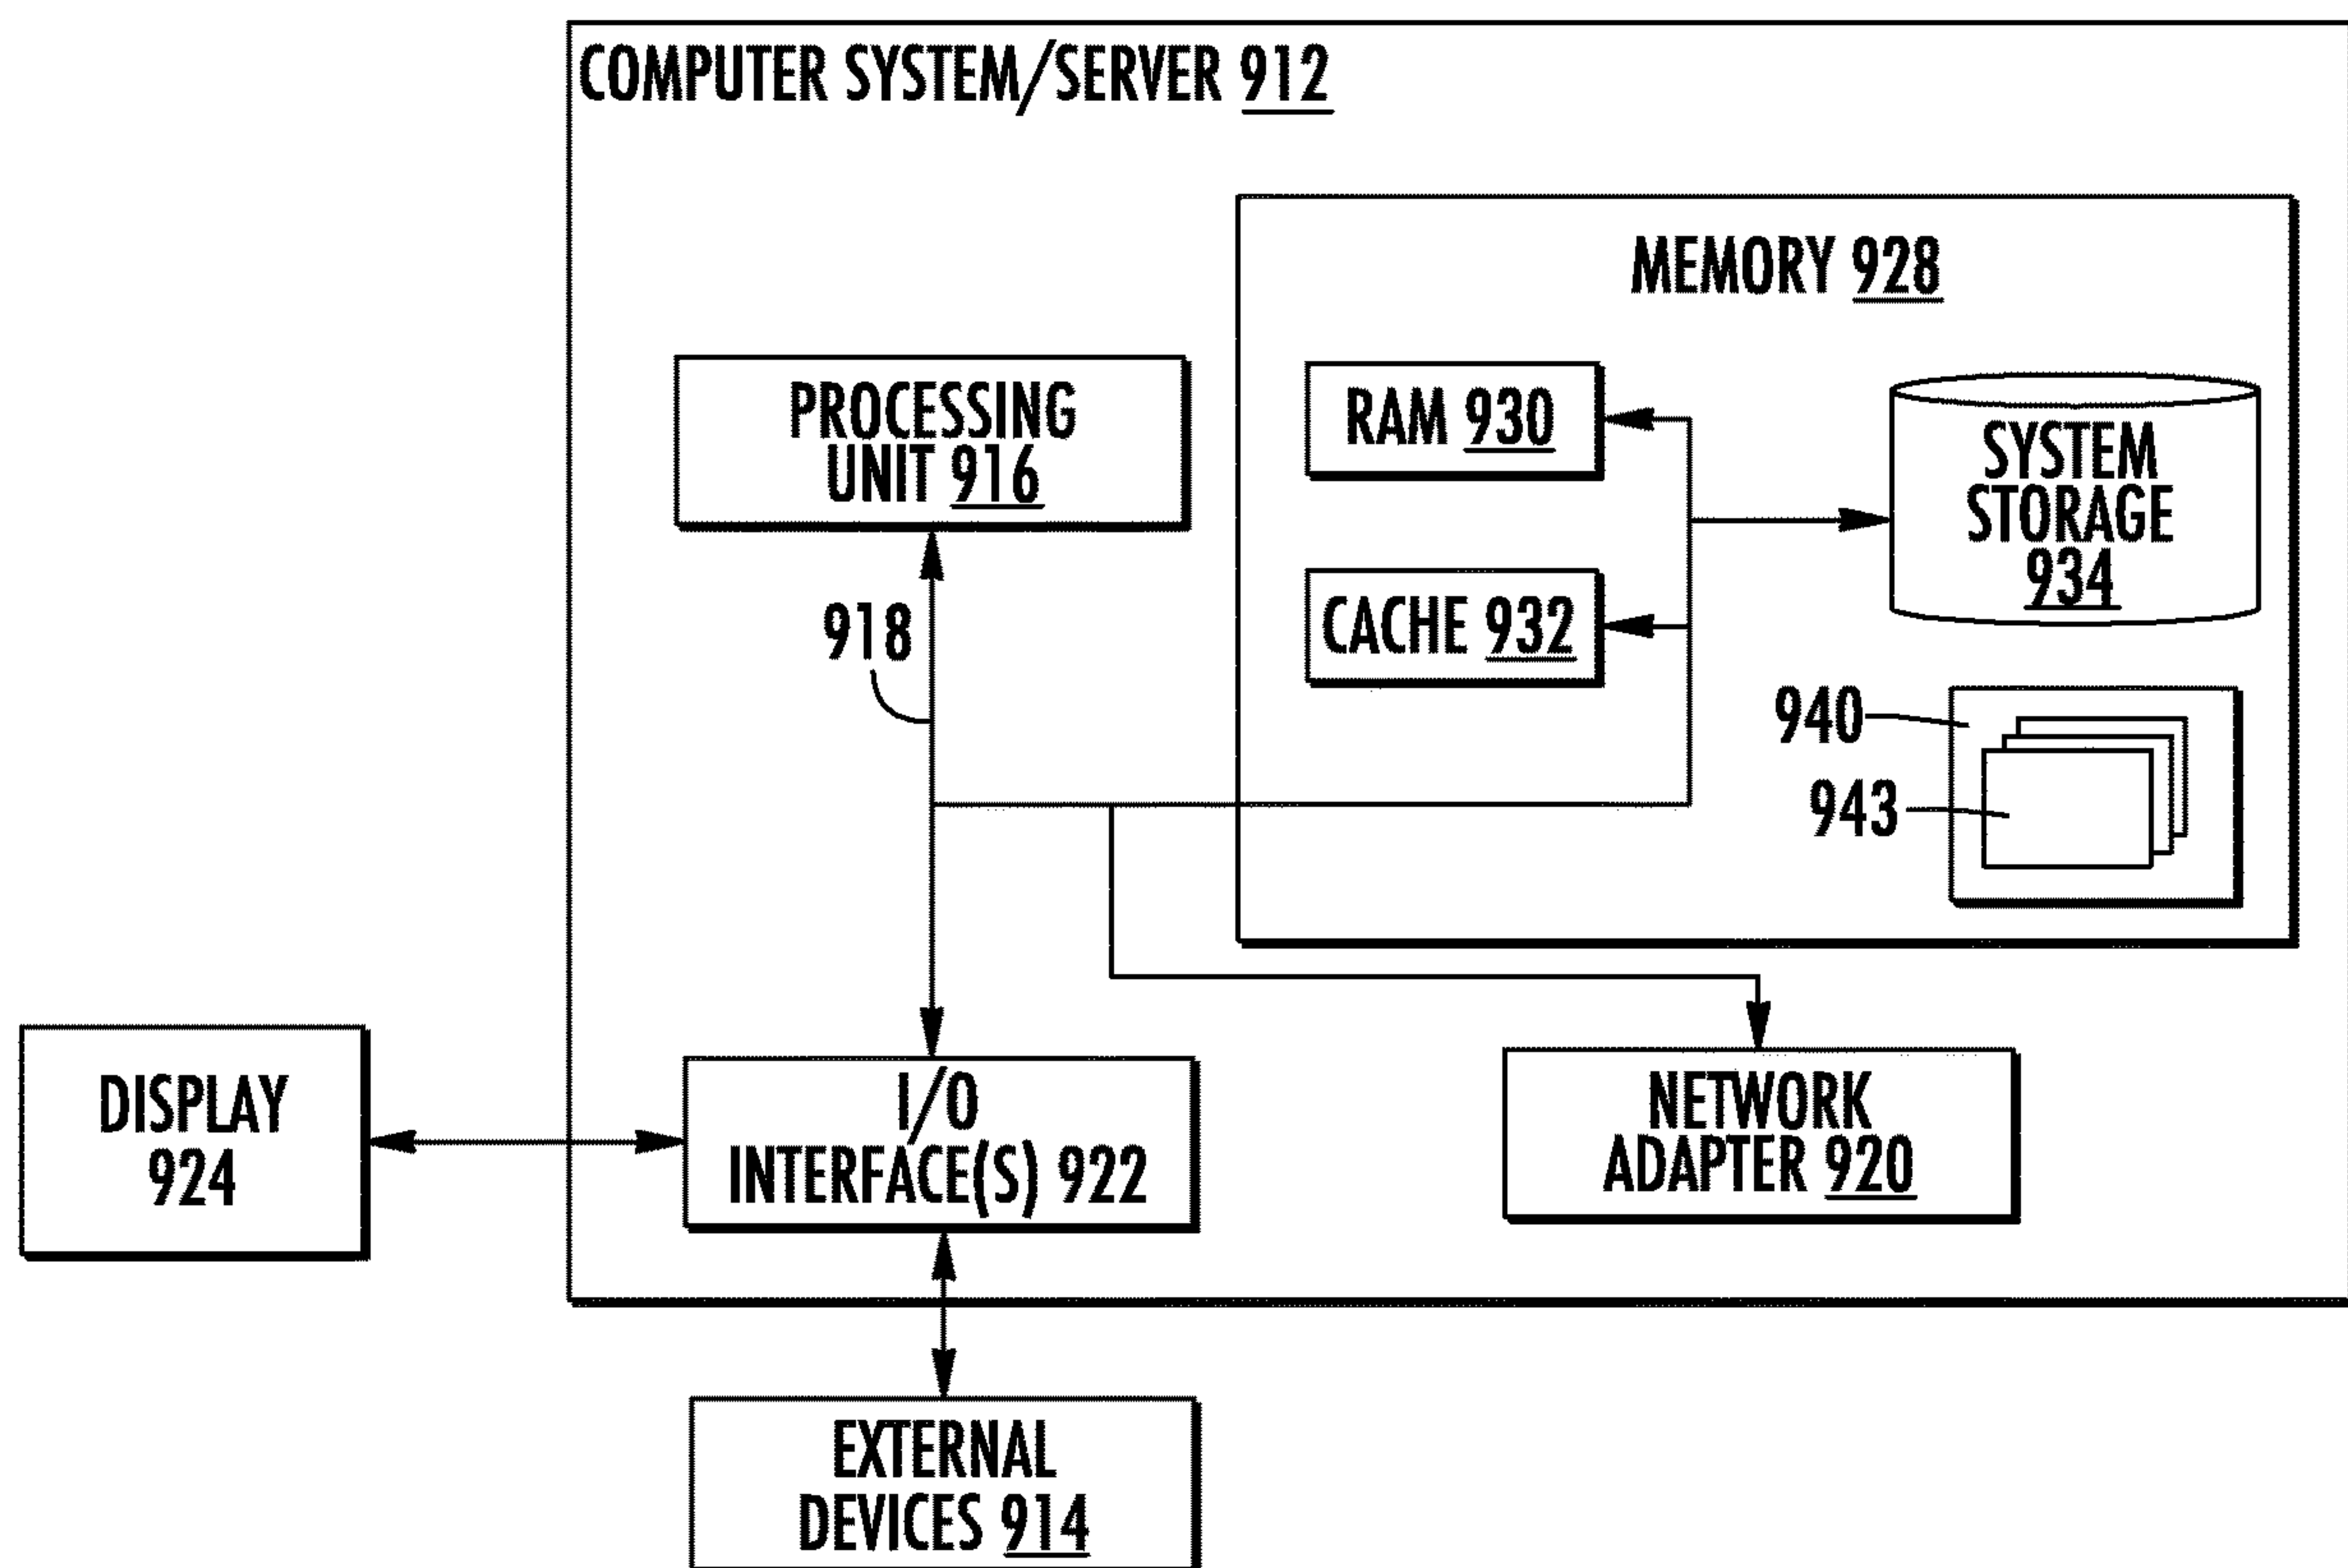 COMPUTER SYSTEM/SERVER 912
MEMORY 928
PROCESSING
UNIT 916
RAM 930
SYSTEM
STORAGE
934
CACHE 932
918
940
943
DISPLAY
924
I/O
INTERFACE(S) 922
NETWORK
ADAPTER 920
EXTERNAL
DEVICES 914